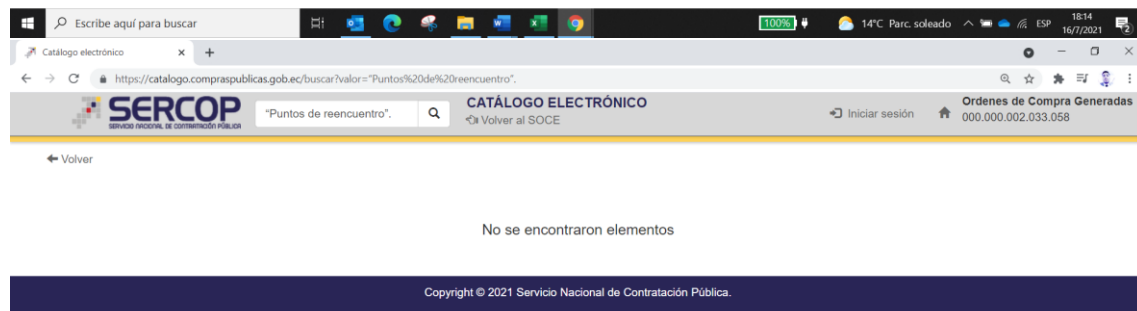 Escribe aquí para buscar
100%
14°C Parc. soleado
ESP
18:14
16/7/2021
2
Catálogo electrónico
https://catalogo.compraspublicas.gob.ec/buscar?valor="Puntos%20de%20reencuentro".
SERCOP
SERVICIO NACIONAL DE CONTRATACIÓN PÚBLICA
"Puntos de reencuentro".
CATÁLOGO ELECTRÓNICO
Volver al SOCE
Iniciar sesión
Ordenes de Compra Generadas
000.000.002.033.058
Volver
No se encontraron elementos
Copyright © 2021 Servicio Nacional de Contratación Pública.